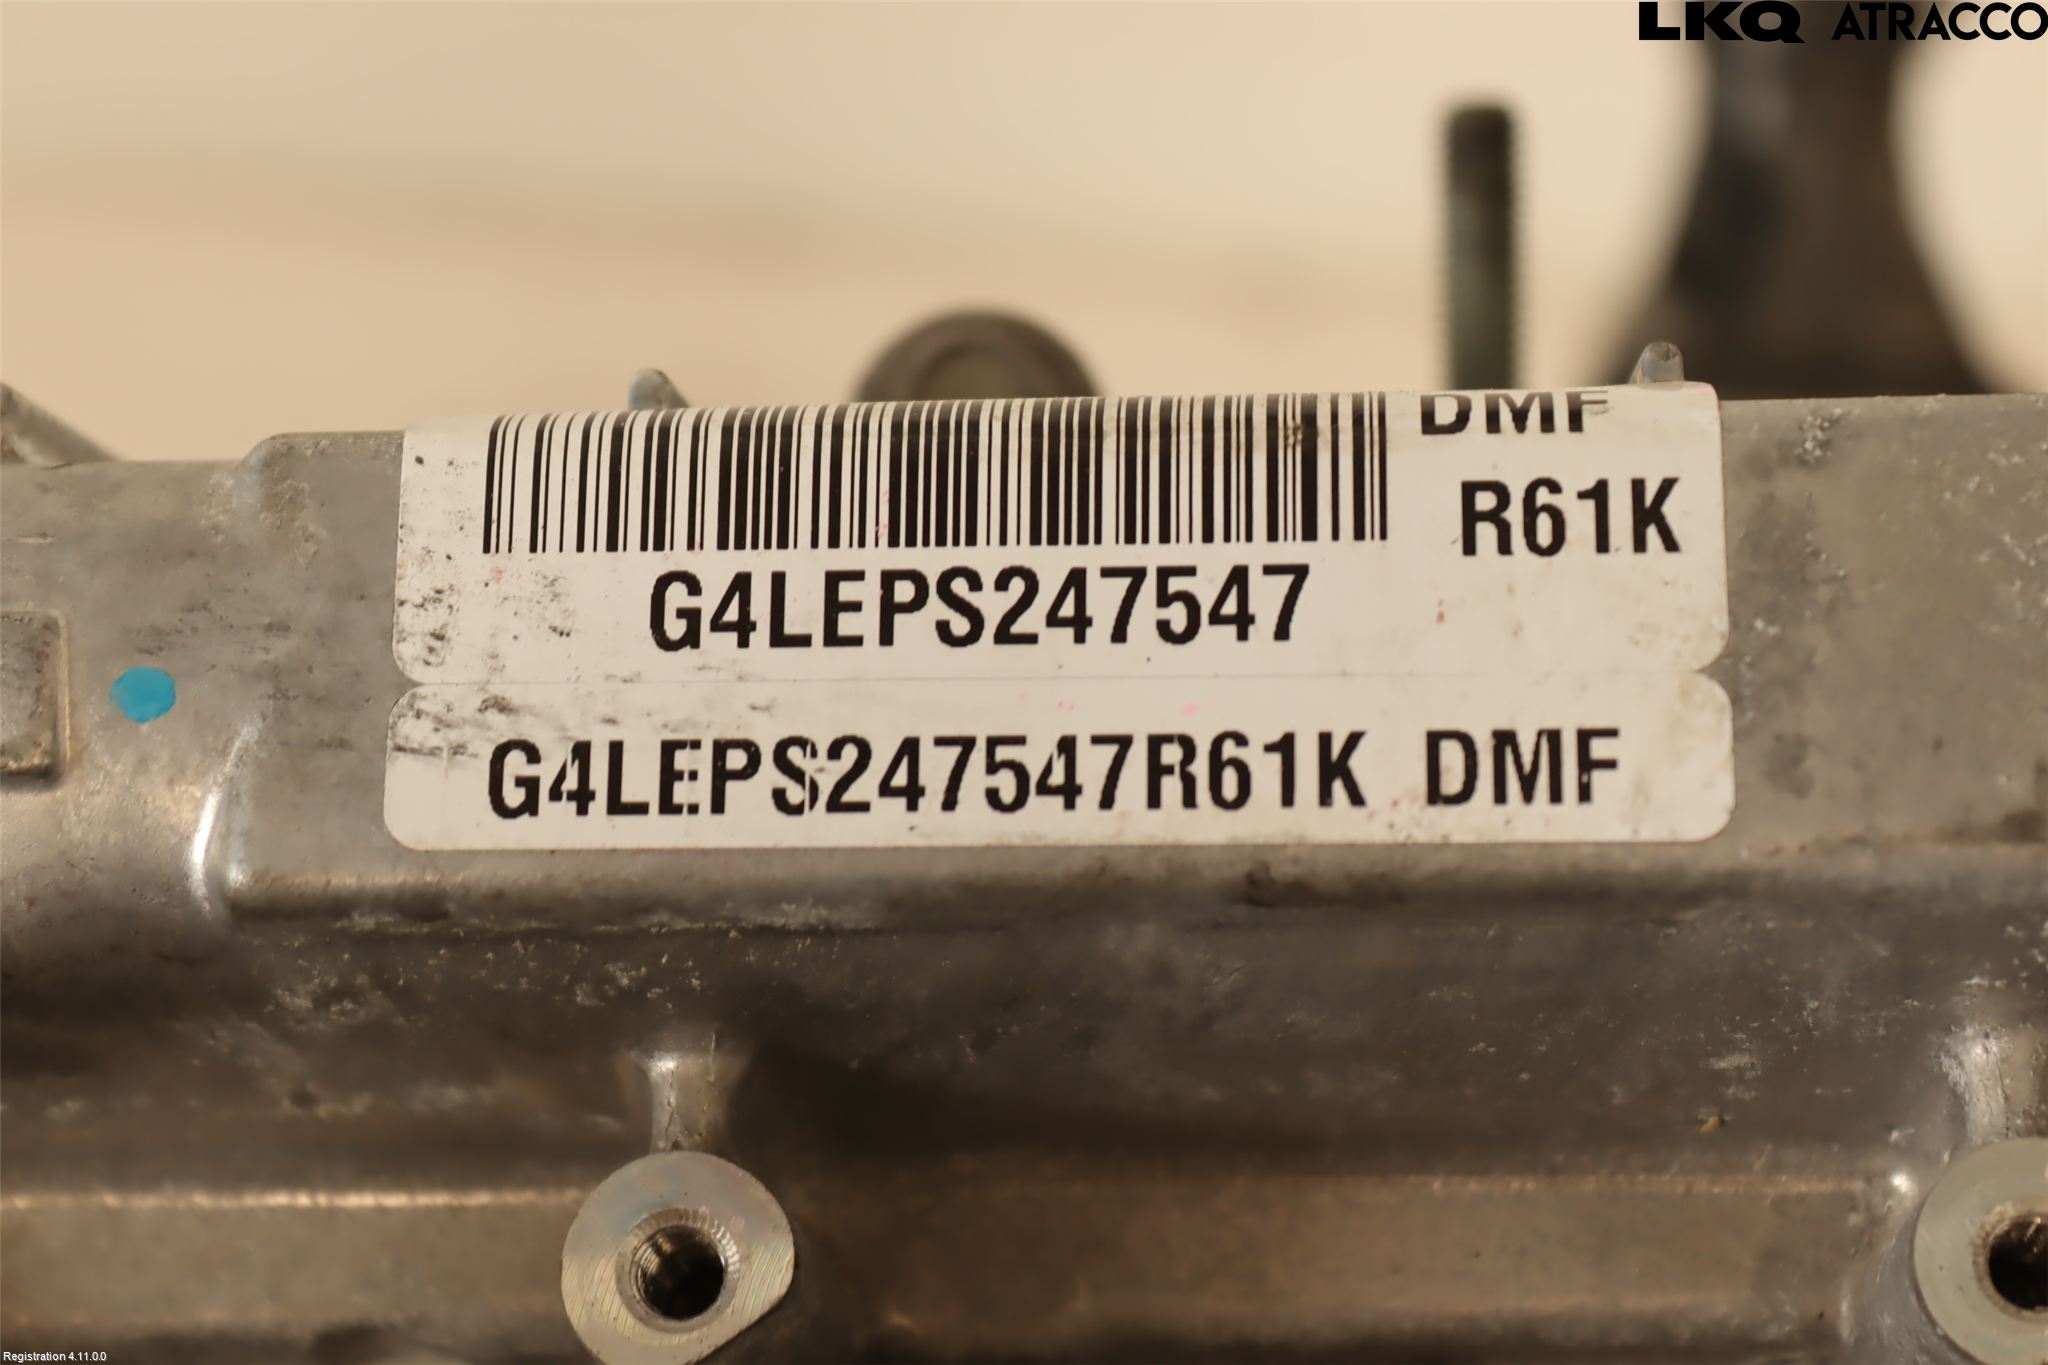 LKQ ATRACCO
DMF
R61K
G4LEPS247547
G4LEPS247547R61K DMF
Registration 4.11.0.0